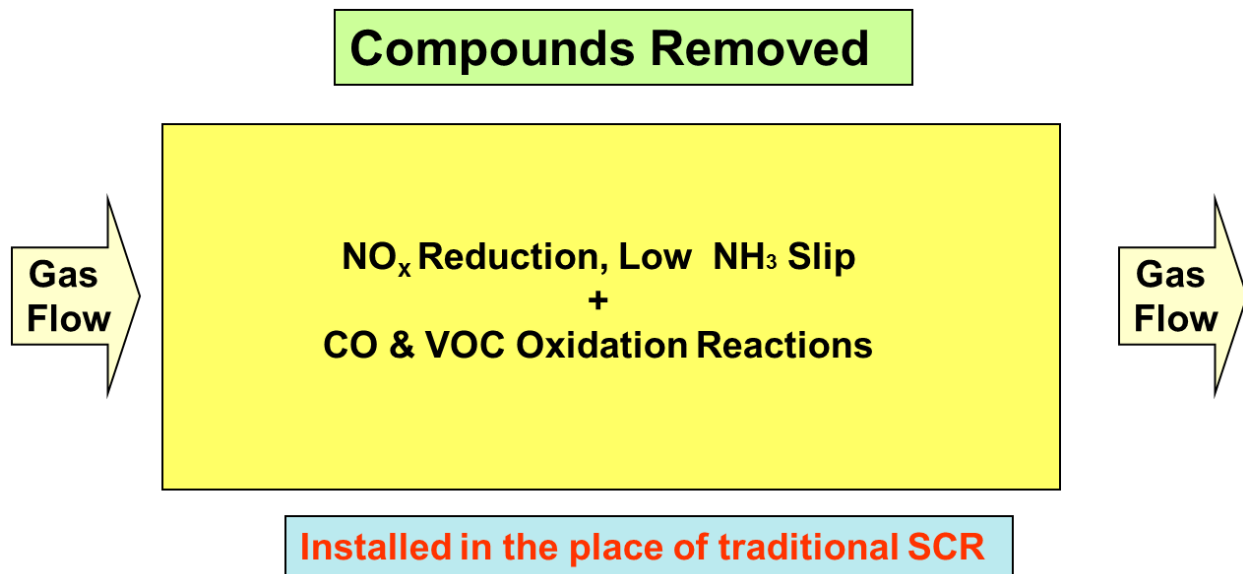 Compounds Removed
Gas
Flow
NOx Reduction, Low  NH3 Slip
+
CO & VOC Oxidation Reactions
Gas
Flow
Installed in the place of traditional SCR